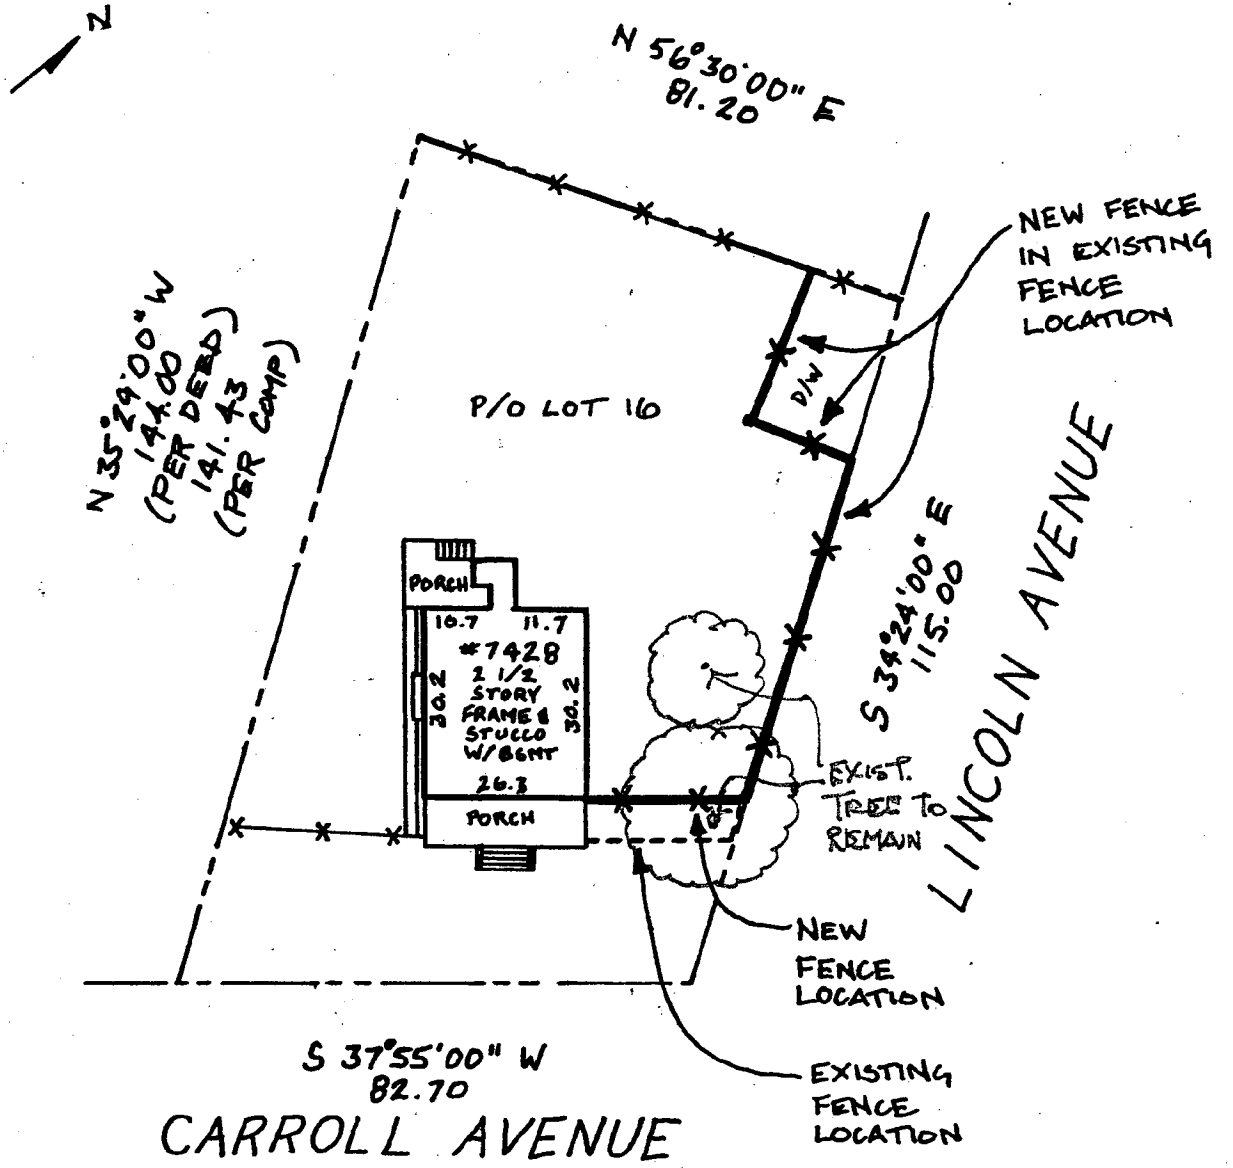 N
N 56°30'00" E
81.20
NEW FENCE
IN EXISTING
FENCE
LOCATION
N 35°24'00" W
144.00
(PER DEED)
141.43
(PER COMP)
P/O LOT 16
D/W
S 34°24'00" E
115.00
LINCOLN AVENUE
PORCH
10.7 11.7
#7428
2 1/2
STORY
FRAME &
STUCCO
W/BSMT
30.2
30.2
26.3
PORCH
EXIST.
TREE TO
REMAIN
NEW
FENCE
LOCATION
EXISTING
FENCE
LOCATION
S 37°55'00" W
82.70
CARROLL AVENUE